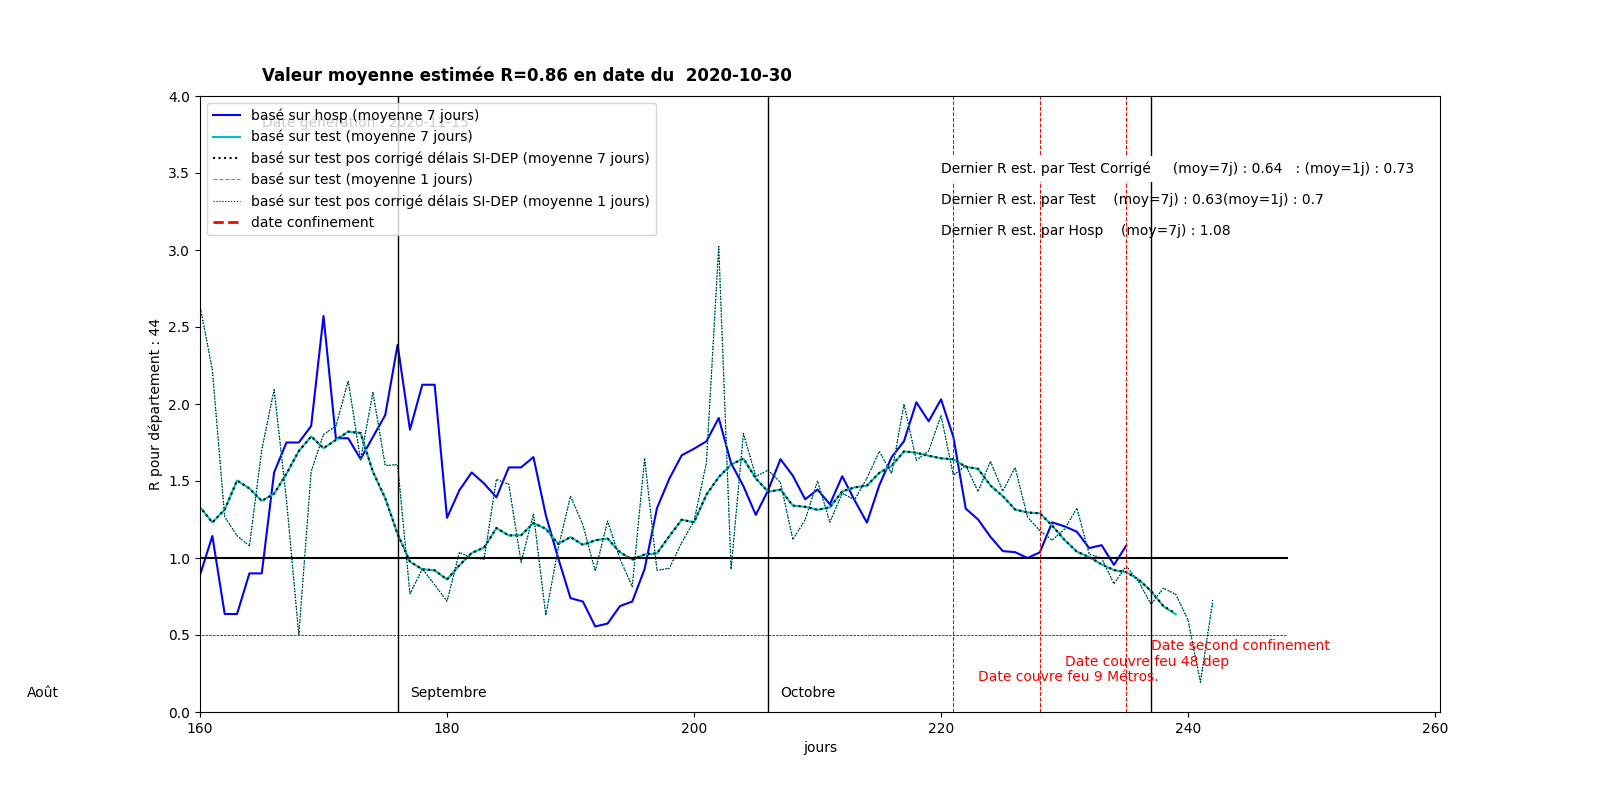 Valeur moyenne estimée R=0.86 en date du  2020-10-30
Date génération : 2020-11-15
basé sur hosp (moyenne 7 jours)
basé sur test (moyenne 7 jours)
basé sur test pos corrigé délais SI-DEP (moyenne 7 jours)
basé sur test (moyenne 1 jours)
basé sur test pos corrigé délais SI-DEP (moyenne 1 jours)
date confinement
Dernier R est. par Test Corrigé     (moy=7j) : 0.64   : (moy=1j) : 0.73
Dernier R est. par Test    (moy=7j) : 0.63(moy=1j) : 0.7
Dernier R est. par Hosp    (moy=7j) : 1.08
R pour département : 44
4.0
3.5
3.0
2.5
2.0
1.5
1.0
0.5
0.0
Date second confinement
Date couvre feu 48 dep
Date couvre feu 9 Métros.
Août
Septembre
Octobre
160 180 200 220 240 260
jours